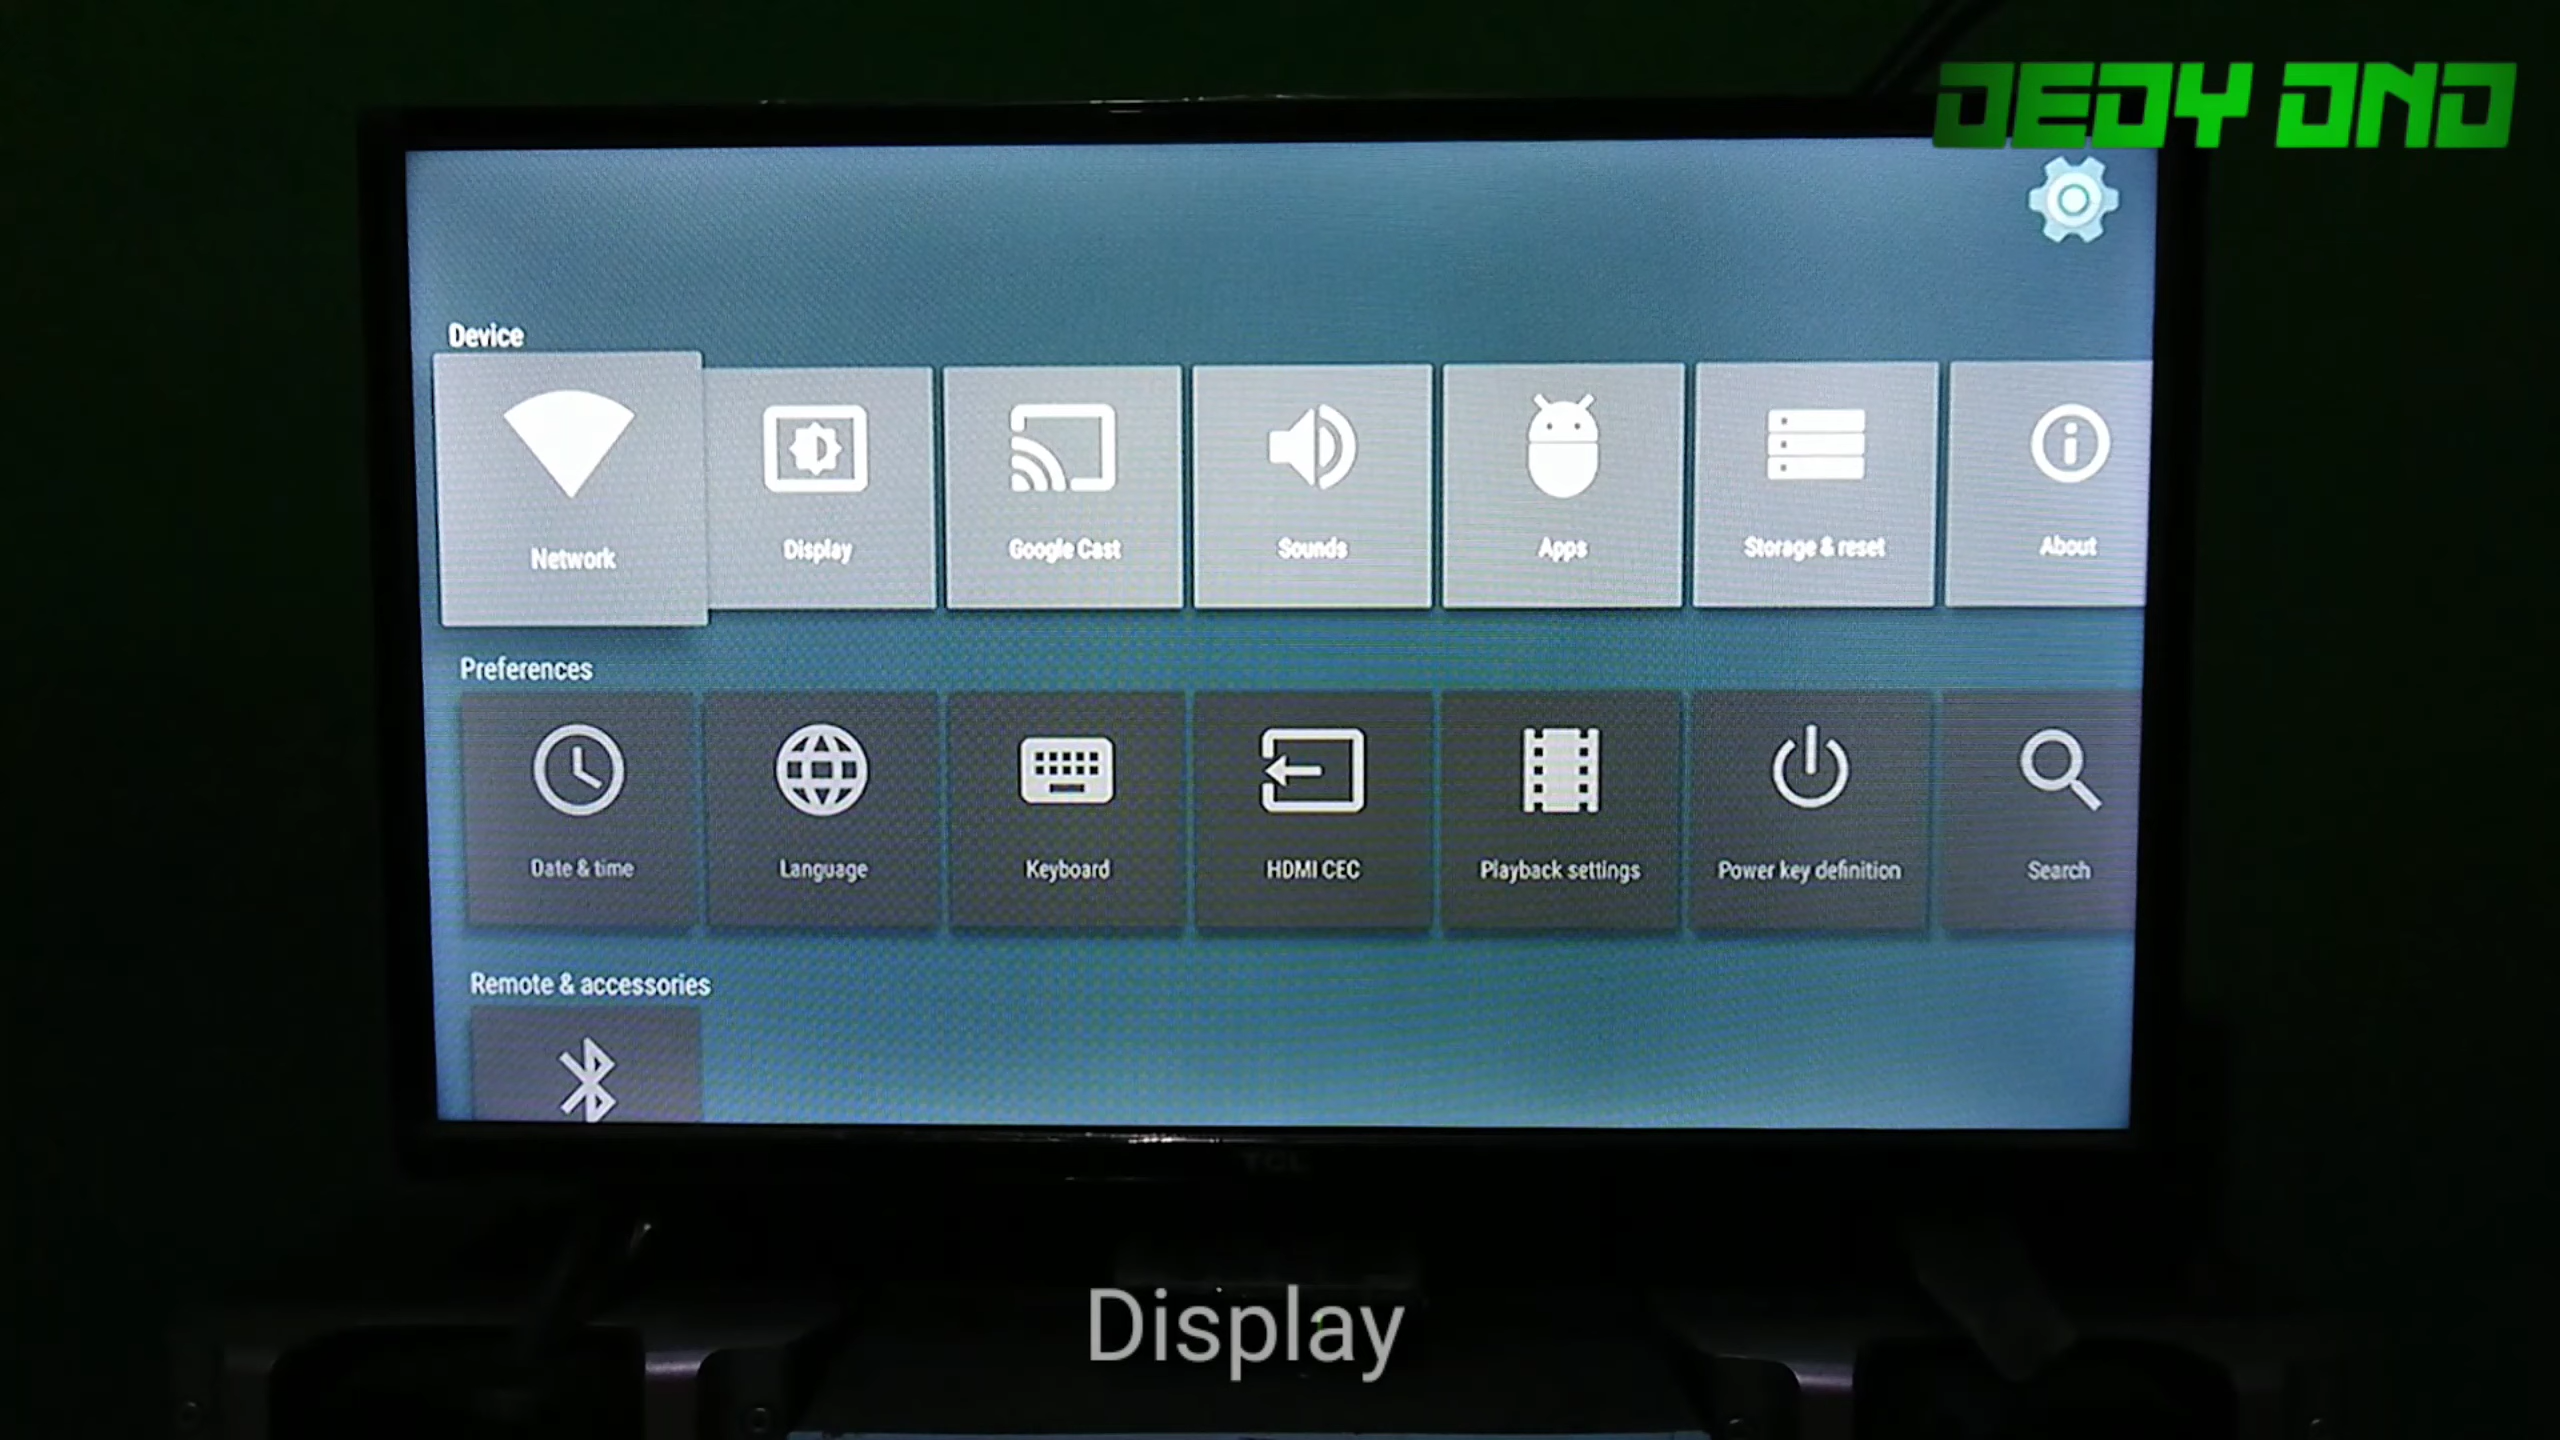 DEDY DND
Device
Network
Display
Google Cast
Sounds
Apps
Storage & reset
About
Preferences
Date & time
Language
Keyboard
HDMI CEC
Playback settings
Power key definition
Search
Remote & accessories
TCL
Display